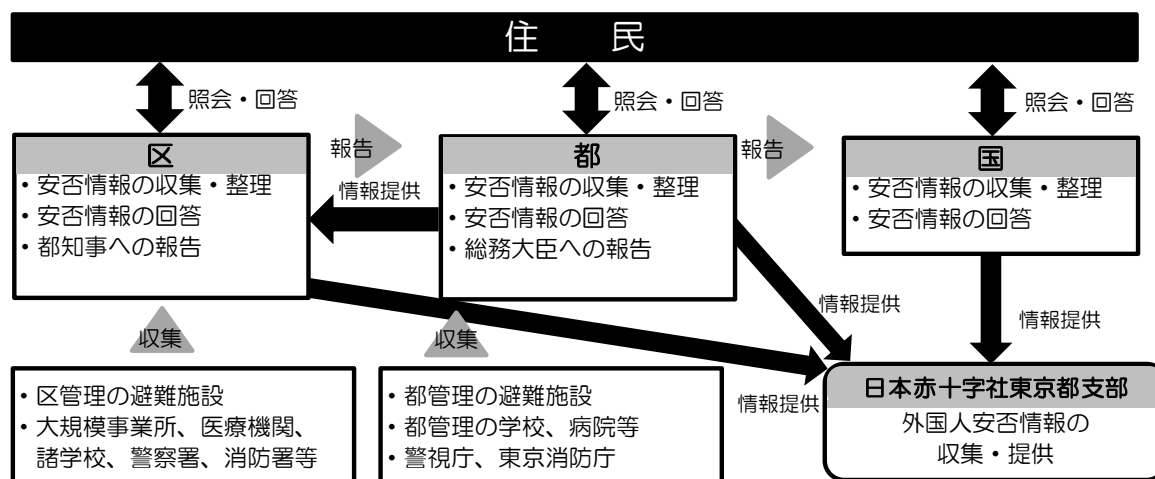 住　民
照会・回答
照会・回答
照会・回答
区
・安否情報の収集・整理
・安否情報の回答
・都知事への報告
報告
情報提供
都
・安否情報の収集・整理
・安否情報の回答
・総務大臣への報告
報告
国
・安否情報の収集・整理
・安否情報の回答
情報提供
情報提供
情報提供
収集
収集
・区管理の避難施設
・大規模事業所、医療機関、
諸学校、警察署、消防署等
・都管理の避難施設
・都管理の学校、病院等
・警視庁、東京消防庁
日本赤十字社東京都支部
外国人安否情報の
収集・提供